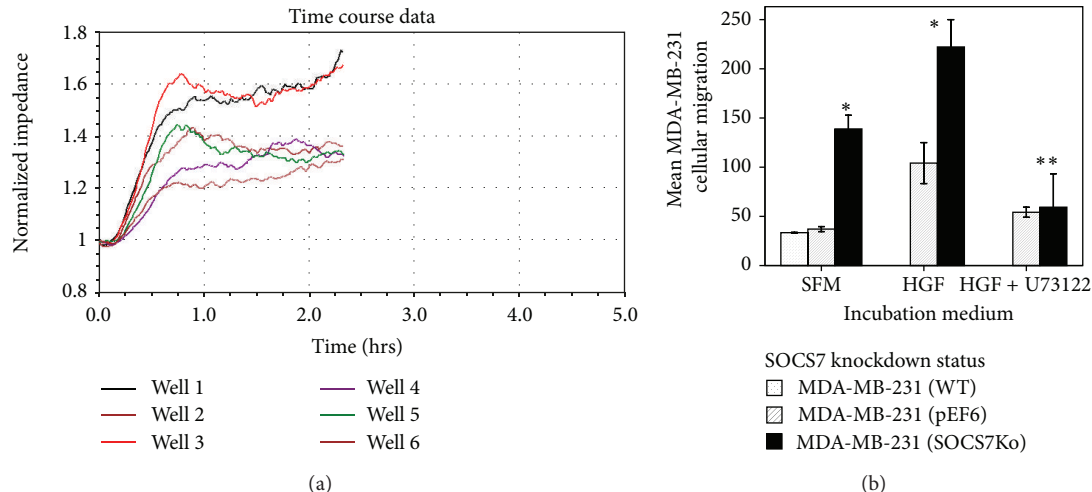 Time course data
Normalized impedance
1.8
1.6
1.4
1.2
1
0.8
0.0
1.0
2.0
3.0
4.0
5.0
Time (hrs)
Well 1
Well 2
Well 3
Well 4
Well 5
Well 6
(a)
Mean MDA-MB-231
cellular migration
250
200
150
100
50
0
*
*
**
SFM
HGF
HGF + U73122
Incubation medium
SOCS7 knockdown status
MDA-MB-231 (WT)
MDA-MB-231 (pEF6)
MDA-MB-231 (SOCS7Ko)
(b)